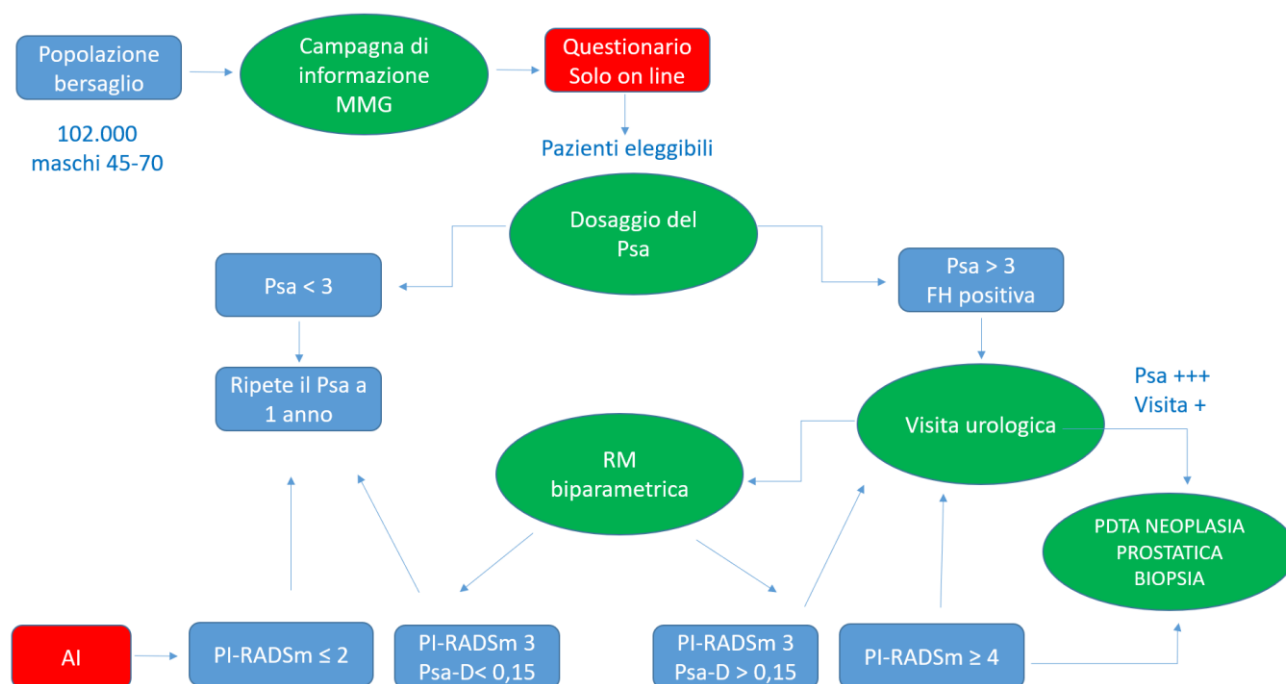 Popolazione
bersaglio
102.000
maschi 45-70
Campagna di
informazione
MMG
Questionario
Solo on line
Pazienti eleggibili
Dosaggio del
Psa
Psa < 3
Psa > 3
FH positiva
Ripete il Psa a
1 anno
Visita urologica
Psa +++
Visita +
RM
biparametrica
PDTA NEOPLASIA
PROSTATICA
BIOPSIA
AI
PI-RADSm ≤ 2
PI-RADSm 3
Psa-D< 0,15
PI-RADSm 3
Psa-D > 0,15
PI-RADSm ≥ 4